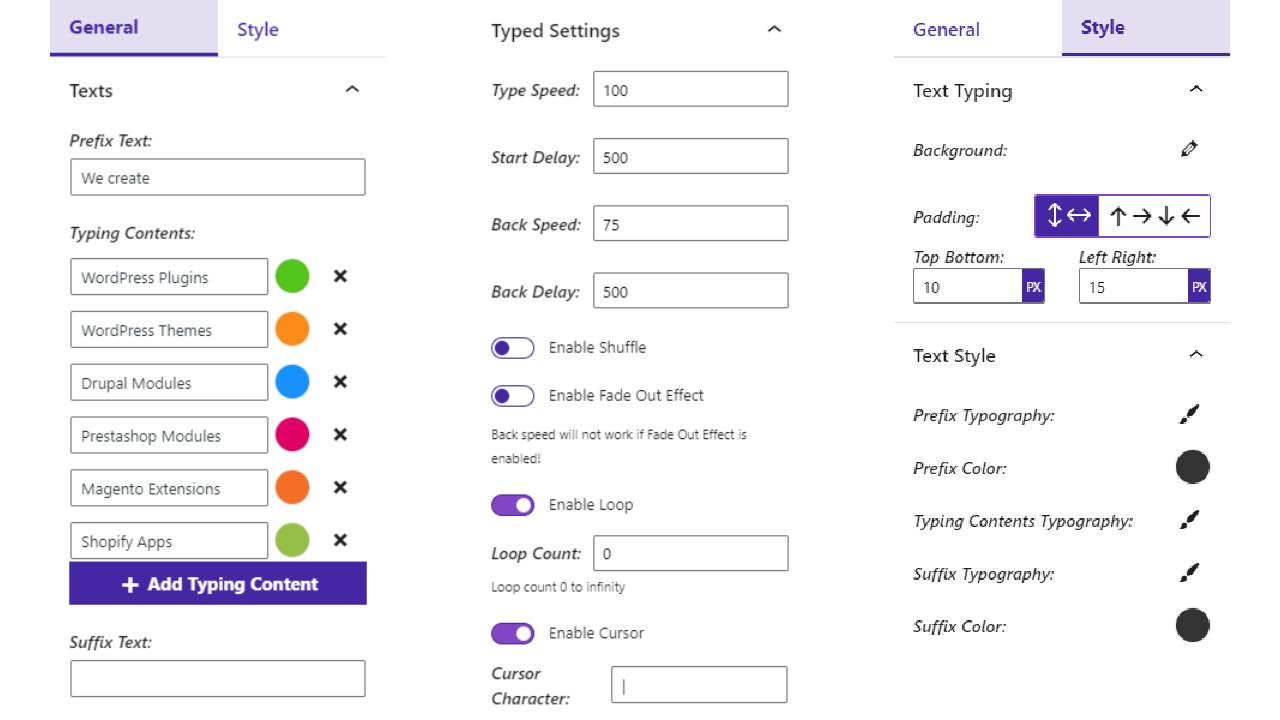 General
Style
Texts
Prefix Text:
We create
Typing Contents:
WordPress Plugins
WordPress Themes
Drupal Modules
Prestashop Modules
Magento Extensions
Shopify Apps
+ Add Typing Content
Suffix Text:
Typed Settings
Type Speed: 100
Start Delay: 500
Back Speed: 75
Back Delay: 500
Enable Shuffle
Enable Fade Out Effect
Back speed will not work if Fade Out Effect is
enabled!
Enable Loop
Loop Count: 0
Loop count 0 to infinity
Enable Cursor
Cursor
Character: |
General
Style
Text Typing
Background:
Padding:
Top Bottom: Left Right:
10 PX 15 PX
Text Style
Prefix Typography:
Prefix Color:
Typing Contents Typography:
Suffix Typography:
Suffix Color: